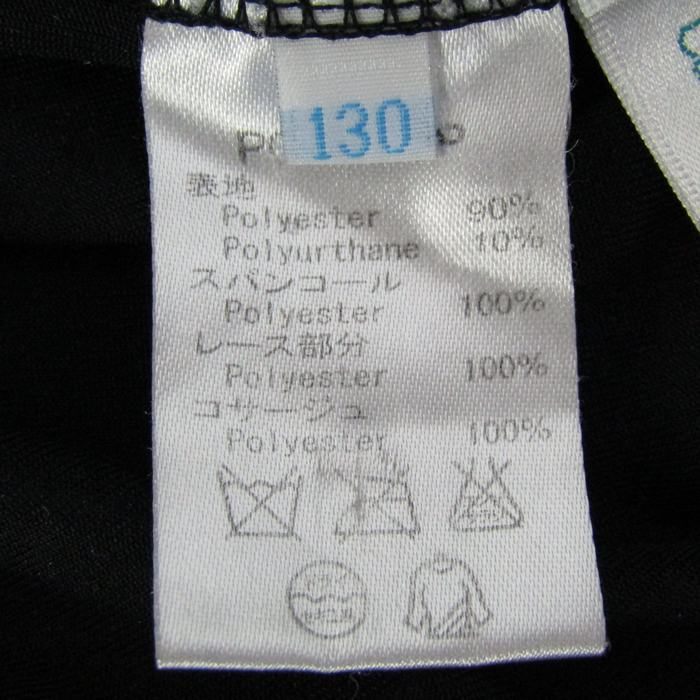 130
表地
Polyester 90%
Polyurthane 10%
スパンコール
Polyester 100%
レース部分
Polyester 100%
コサージュ
Polyester 100%